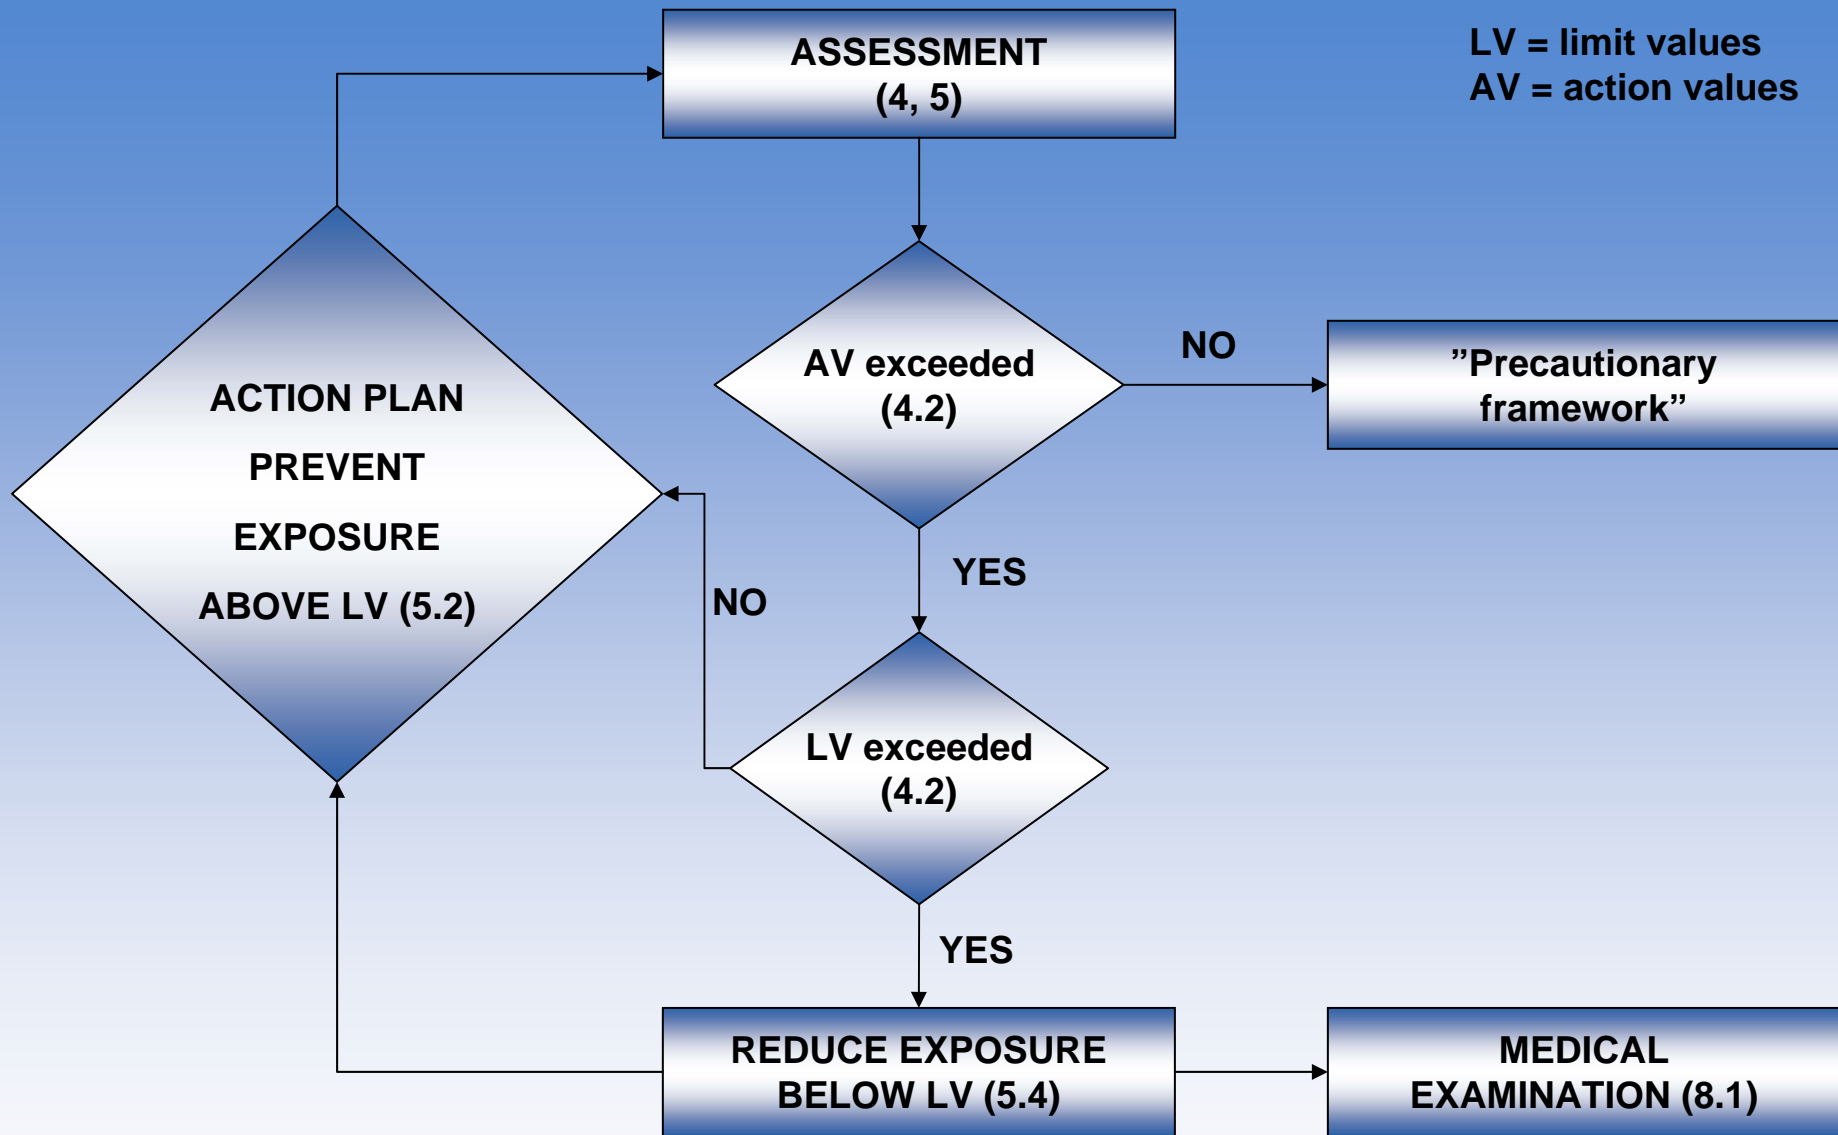 ASSESSMENT
(4, 5)
LV = limit values
AV = action values
AV exceeded
(4.2)
NO
”Precautionary
framework”
ACTION PLAN
PREVENT
EXPOSURE
ABOVE LV (5.2)
YES
NO
LV exceeded
(4.2)
YES
REDUCE EXPOSURE
BELOW LV (5.4)
MEDICAL
EXAMINATION (8.1)